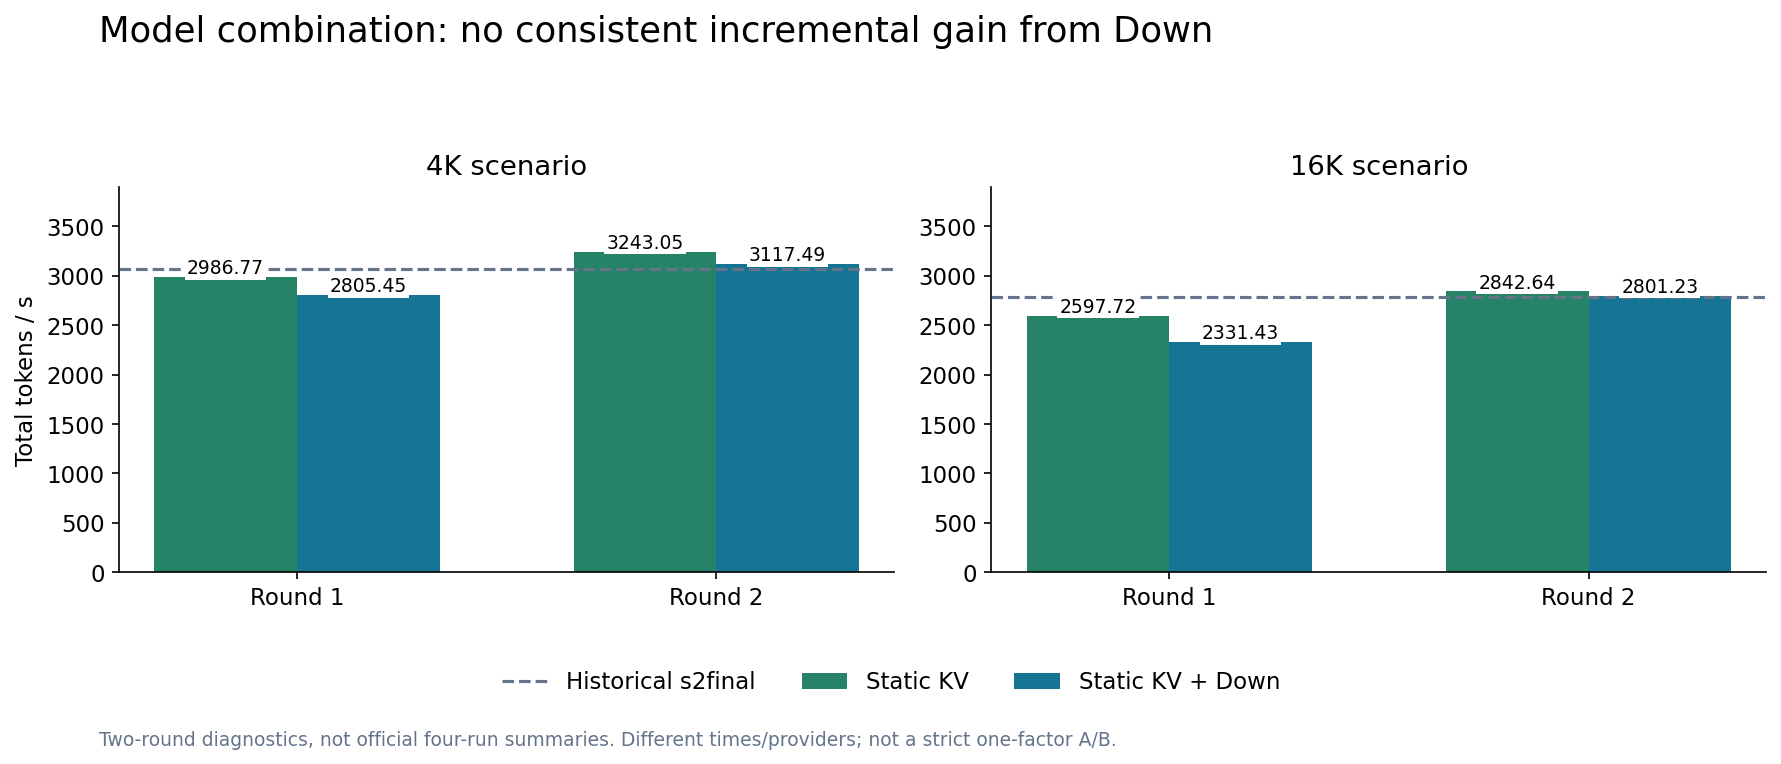 Model combination: no consistent incremental gain from Down
4K scenario
16K scenario
Total tokens / s
3500
3000
2500
2000
1500
1000
500
0
2986.77
2805.45
3243.05
3117.49
Round 1
Round 2
3500
3000
2500
2000
1500
1000
500
0
2597.72
2331.43
2842.64
2801.23
Round 1
Round 2
Historical s2final
Static KV
Static KV + Down
Two-round diagnostics, not official four-run summaries. Different times/providers; not a strict one-factor A/B.